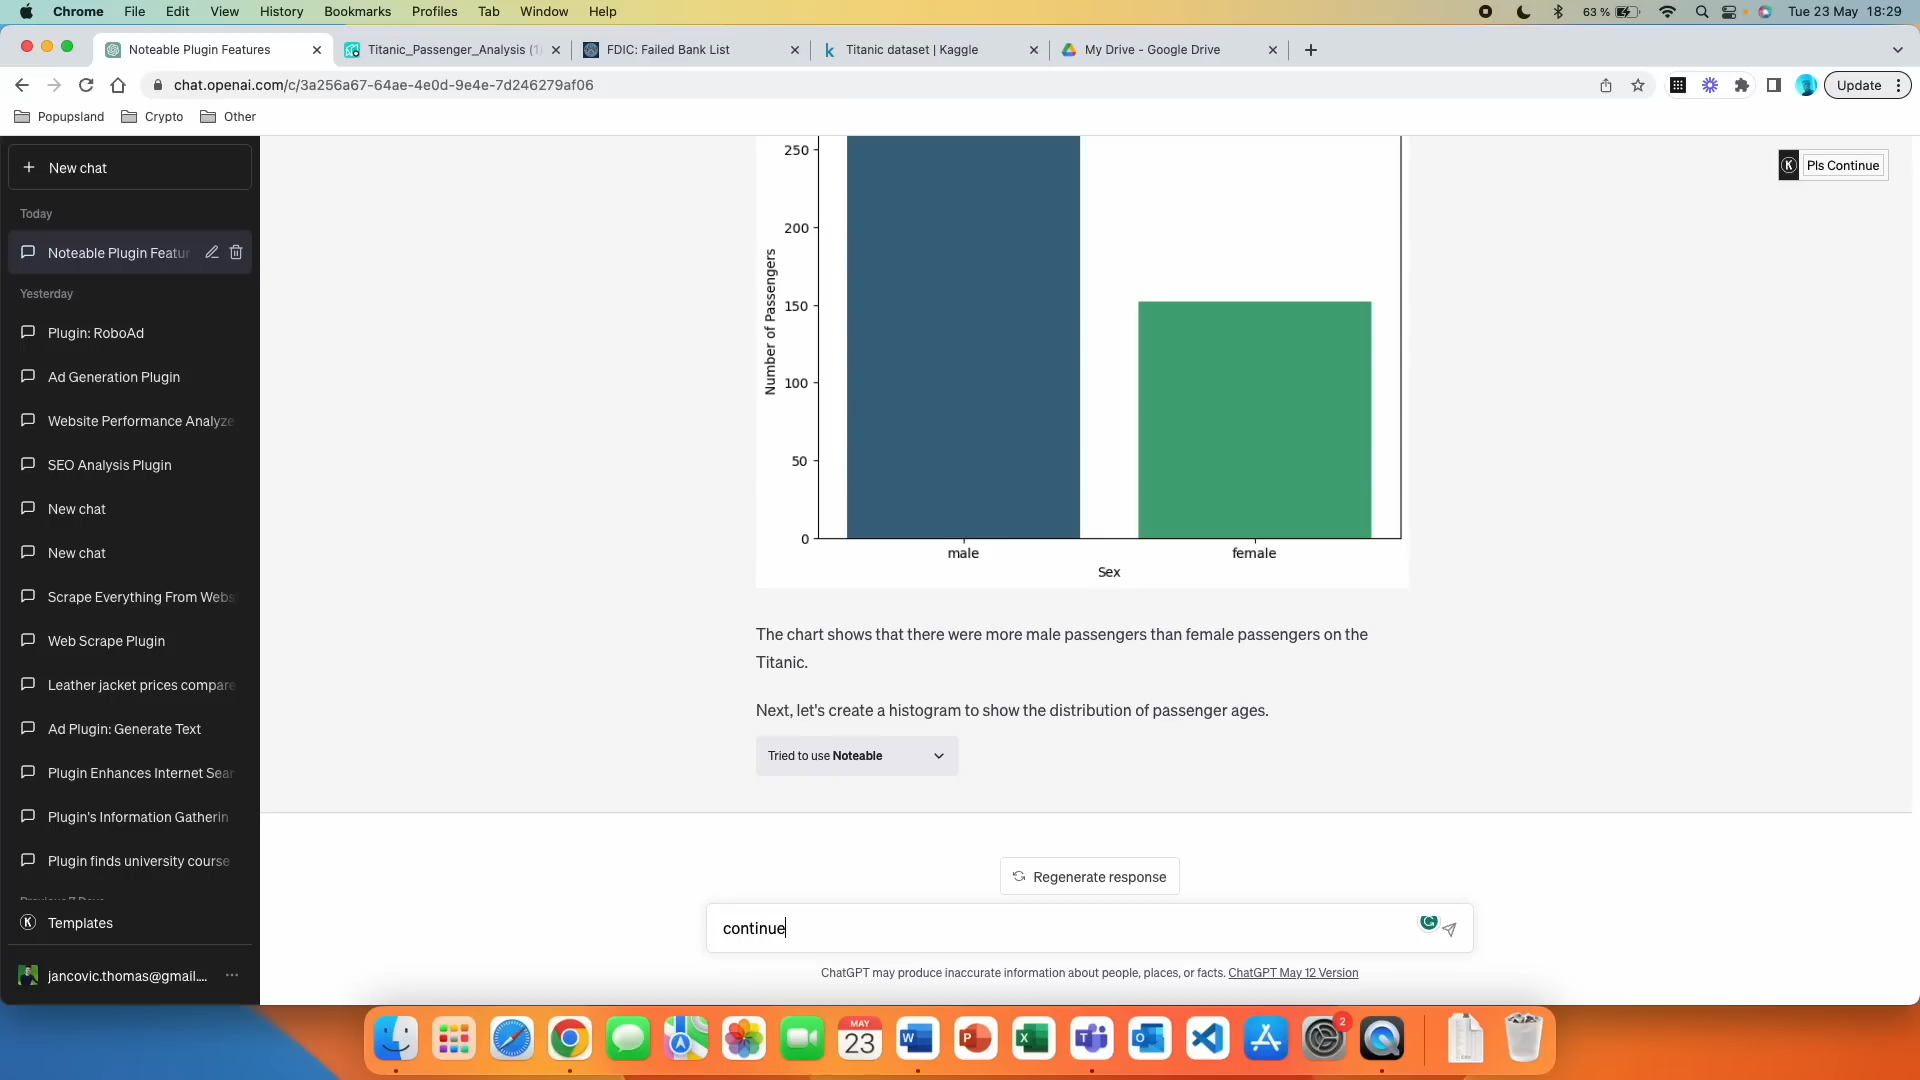 Chrome File Edit View History Bookmarks Profiles Tab Window Help 63 % Tue 23 May 18:29
Noteable Plugin Features Titanic_Passenger_Analysis (1) FDIC: Failed Bank List Titanic dataset | Kaggle My Drive - Google Drive
chat.openai.com/c/3a256a67-64ae-4e0d-9e4e-7d246279af06 Update
Popupsland Crypto Other
New chat
Today
Noteable Plugin Featur
Yesterday
Plugin: RoboAd
Ad Generation Plugin
Website Performance Analyze
SEO Analysis Plugin
New chat
New chat
Scrape Everything From Webs
Web Scrape Plugin
Leather jacket prices compare
Ad Plugin: Generate Text
Plugin Enhances Internet Sear
Plugin's Information Gatherin
Plugin finds university course
Previous 7 Days
Templates
jancovic.thomas@gmail....
Pls Continue
250
200
150
100
50
0
Number of Passengers
male female
Sex
The chart shows that there were more male passengers than female passengers on the
Titanic.
Next, let's create a histogram to show the distribution of passenger ages.
Tried to use Noteable
Regenerate response
continue
ChatGPT may produce inaccurate information about people, places, or facts. ChatGPT May 12 Version
MAY
23
2